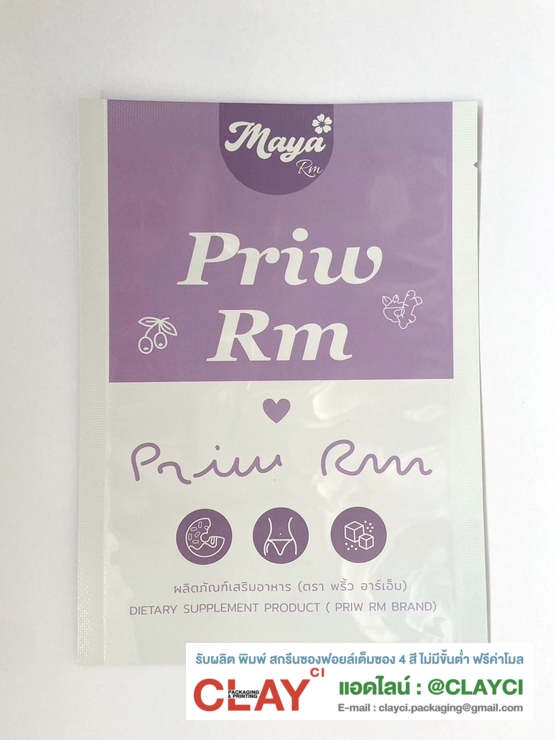 Maya
Rm
Priw
Rm
Priw Rm
ผลิตภัณฑ์เสริมอาหาร (ตรา พริ้ว อาร์เอ็ม)
DIETARY SUPPLEMENT PRODUCT ( PRIW RM BRAND)
รับผลิต พิมพ์ สกรีนซองฟอยล์เต็มซอง 4 สี ไม่มีขั้นต่ำ ฟรีค่าโมล
CLAY CI
PACKAGING
& PRINTING
แอดไลน์ : @CLAYCI
E-mail : clayci.packaging@gmail.com